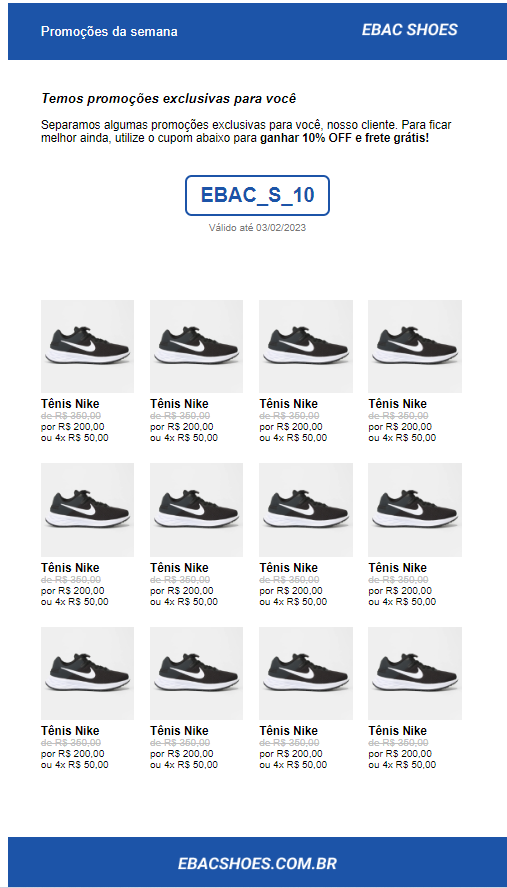 Promoções da semana
EBAC SHOES
Temos promoções exclusivas para você
Separamos algumas promoções exclusivas para você, nosso cliente. Para ficar
melhor ainda, utilize o cupom abaixo para ganhar 10% OFF e frete grátis!
EBAC_S_10
Válido até 03/02/2023
Tênis Nike
de R$ 350,00
por R$ 200,00
ou 4x R$ 50,00
Tênis Nike
de R$ 350,00
por R$ 200,00
ou 4x R$ 50,00
Tênis Nike
de R$ 350,00
por R$ 200,00
ou 4x R$ 50,00
Tênis Nike
de R$ 350,00
por R$ 200,00
ou 4x R$ 50,00
Tênis Nike
de R$ 350,00
por R$ 200,00
ou 4x R$ 50,00
Tênis Nike
de R$ 350,00
por R$ 200,00
ou 4x R$ 50,00
Tênis Nike
de R$ 350,00
por R$ 200,00
ou 4x R$ 50,00
Tênis Nike
de R$ 350,00
por R$ 200,00
ou 4x R$ 50,00
Tênis Nike
de R$ 350,00
por R$ 200,00
ou 4x R$ 50,00
Tênis Nike
de R$ 350,00
por R$ 200,00
ou 4x R$ 50,00
Tênis Nike
de R$ 350,00
por R$ 200,00
ou 4x R$ 50,00
Tênis Nike
de R$ 350,00
por R$ 200,00
ou 4x R$ 50,00
EBACSHOES.COM.BR